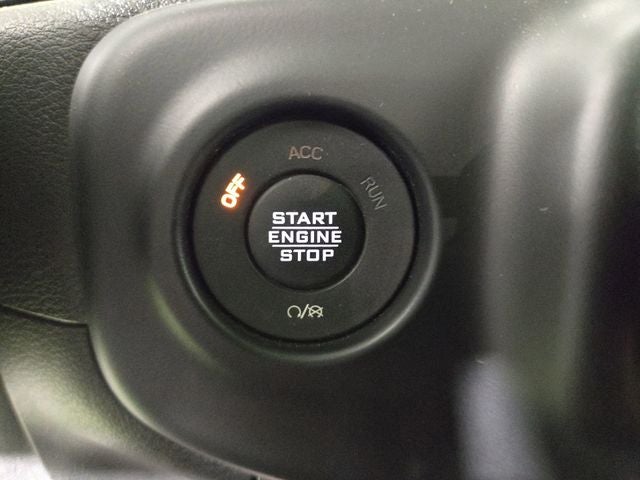 ACC
OFF
RUN
START
ENGINE
STOP